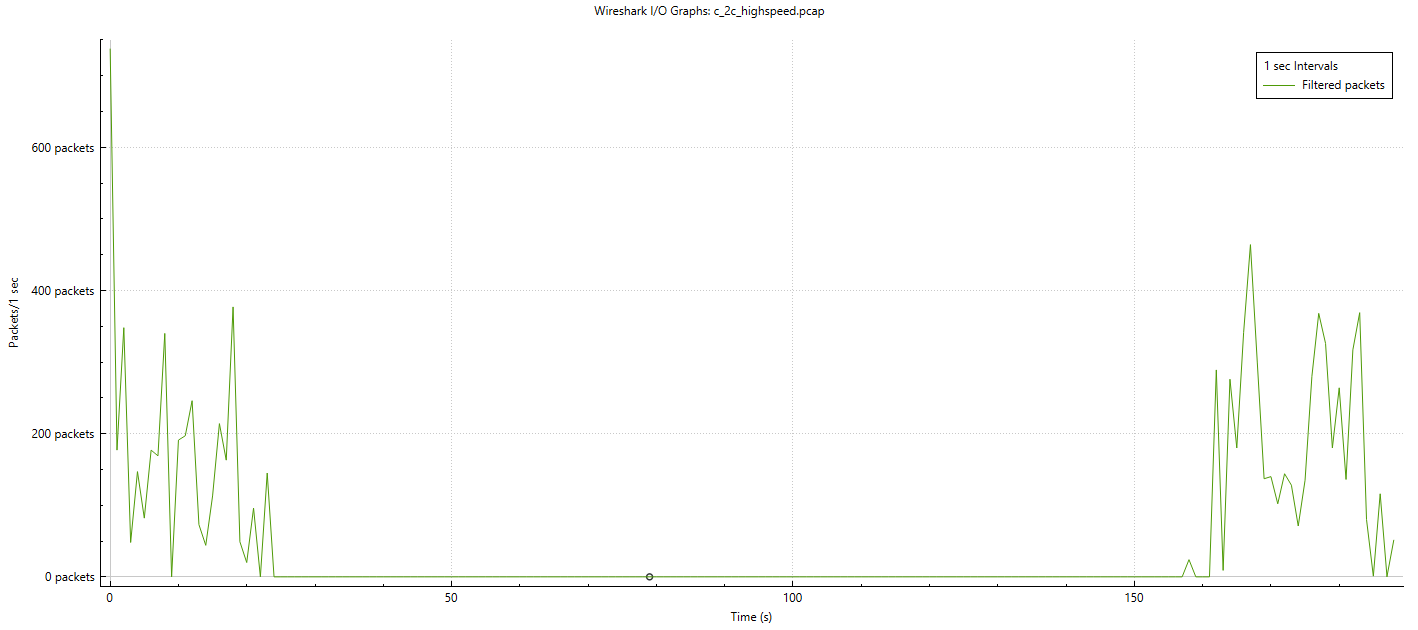 Wireshark I/O Graphs: c_2c_highspeed.pcap
1 sec Intervals
Filtered packets
600 packets
400 packets
200 packets
0 packets
Packets/1 sec
0
50
100
150
Time (s)